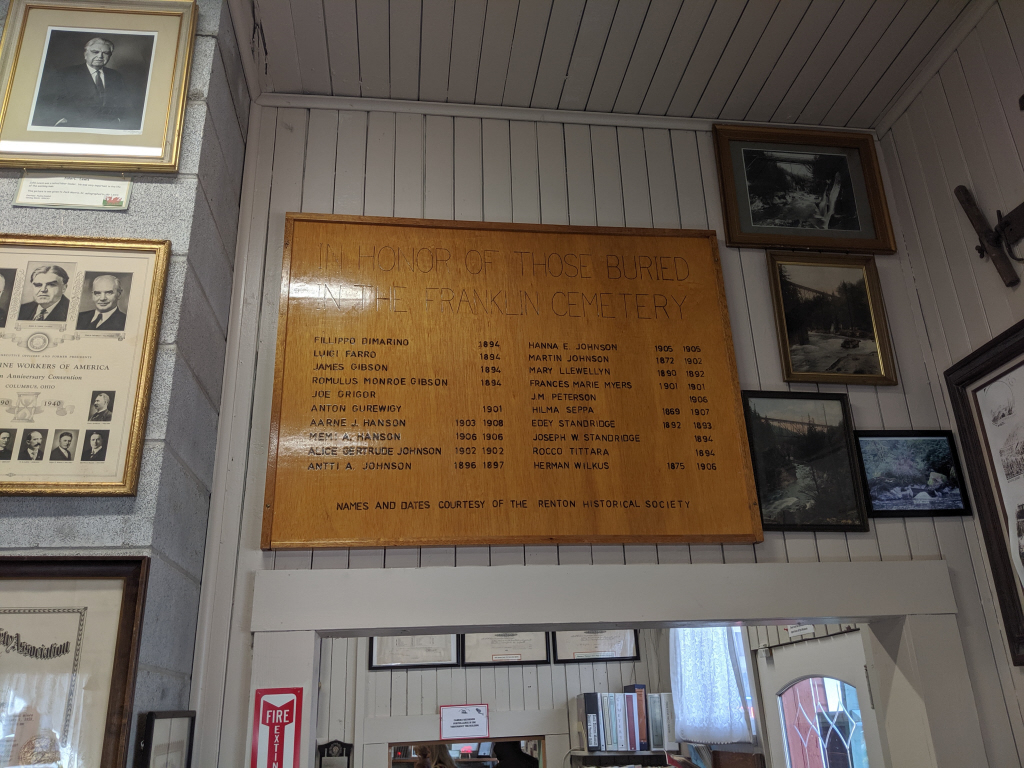 IN HONOR OF THOSE BURIED
IN THE FRANKLIN CEMETERY
FILIPPO DIMARINO 1894
LUIGI FARRO 1894
JAMES GIBSON 1894
ROMULUS MONROE GIBSON 1894
JOE GRIGOR
ANTON GUREWIGY 1901
AARNE J. HANSON 1903 1908
MEMI A. HANSON 1906 1906
ALICE GERTRUDE JOHNSON 1902 1902
ANTTI A. JOHNSON 1896 1897
HANNA E. JOHNSON 1905 1905
MARTIN JOHNSON 1872 1902
MARY LLEWELLYN 1890 1892
FRANCES MARIE MYERS 1901 1901
J.M. PETERSON 1906
HILMA SEPPA 1869 1907
EDEY STANDRIDGE 1892 1893
JOSEPH W STANDRIDGE 1894
ROCCO TITTARA 1894
HERMAN WILKUS 1875 1906
NAMES AND DATES COURTESY OF THE RENTON HISTORICAL SOCIETY
INE WORKERS OF AMERICA
Convention
COLUMBUS, OHIO
90 1940
Association
FIRE
EXTIN